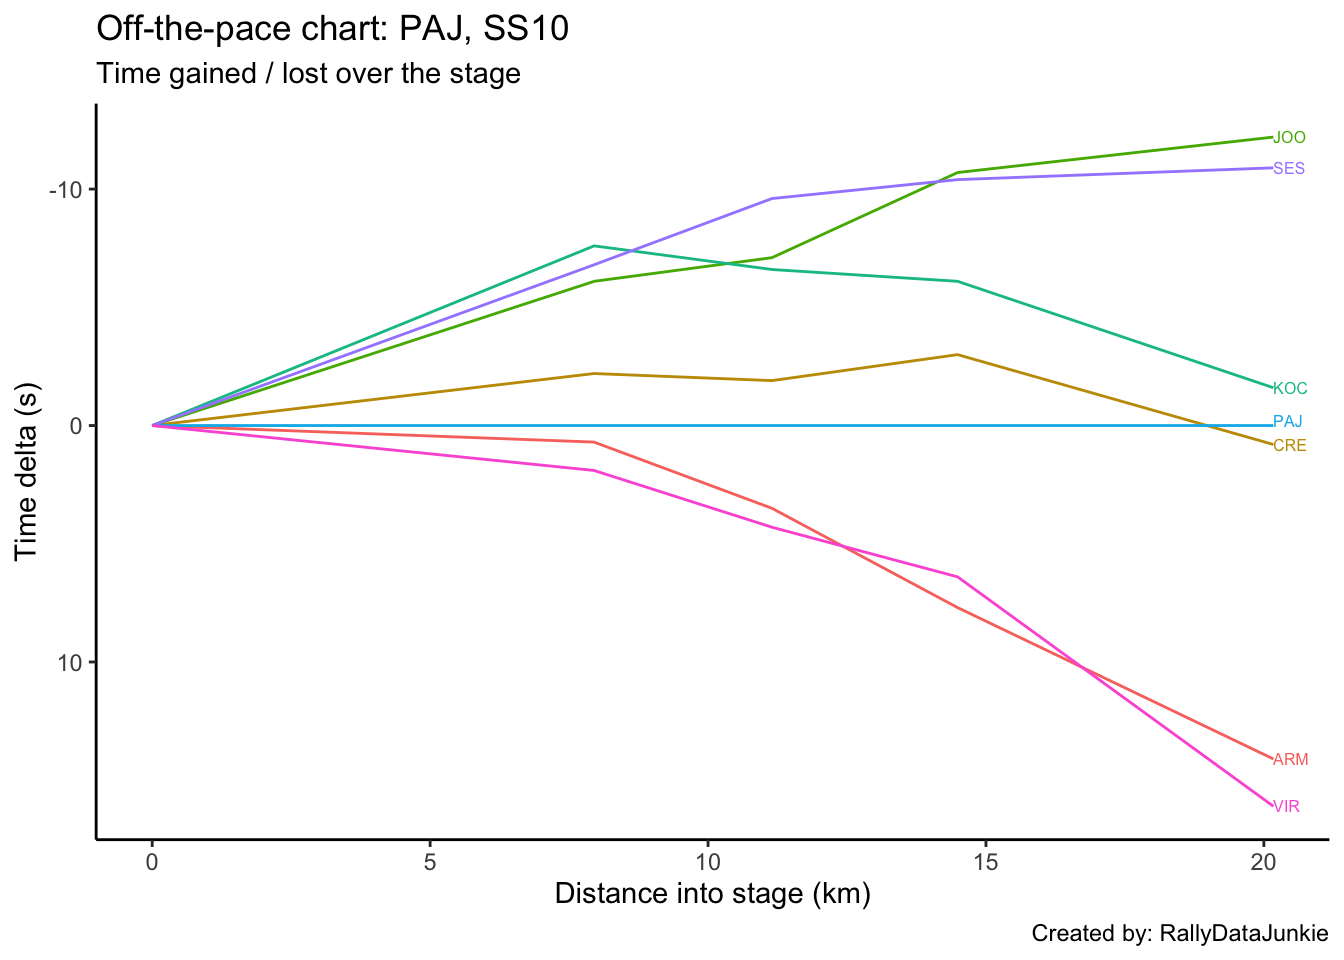 Off-the-pace chart: PAJ, SS10
Time gained / lost over the stage
Time delta (s)
-10
0
10
JOO
SES
KOC
PAJ
CRE
ARM
VIR
0 5 10 15 20
Distance into stage (km)
Created by: RallyDataJunkie